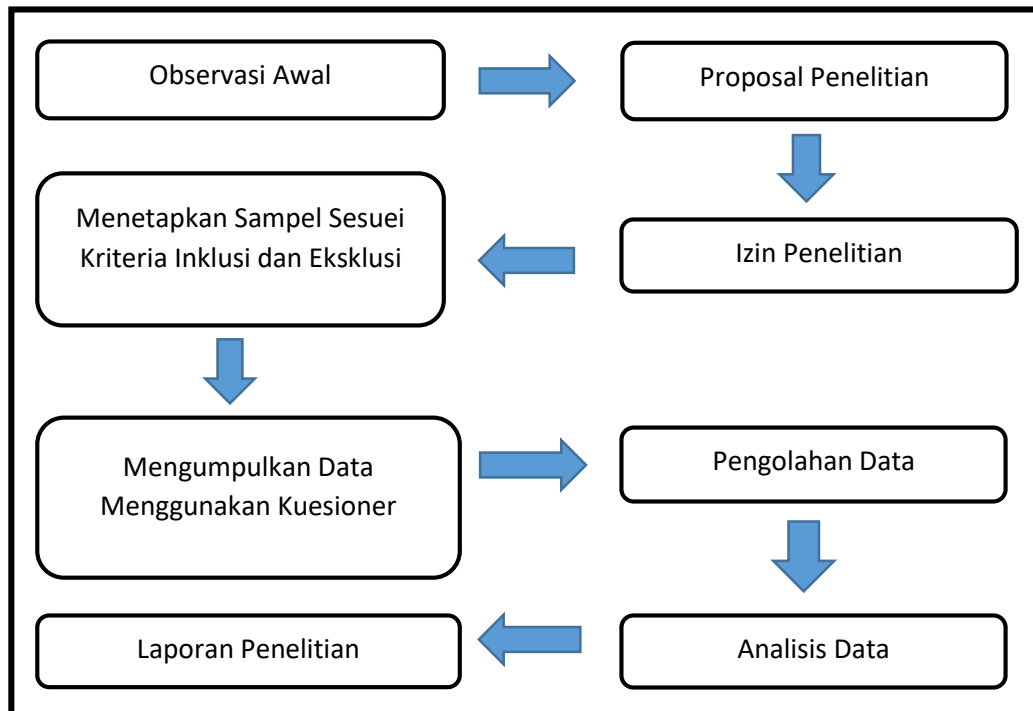 Observasi Awal
Proposal Penelitian
Izin Penelitian
Menetapkan Sampel Sesuei
Kriteria Inklusi dan Eksklusi
Mengumpulkan Data
Menggunakan Kuesioner
Pengolahan Data
Analisis Data
Laporan Penelitian